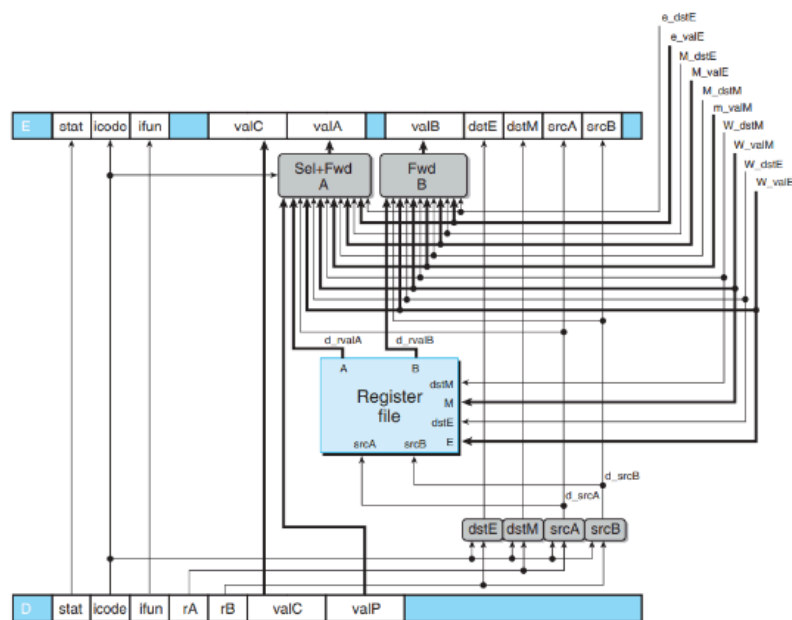 e_dstE
e_valE
M_dstE
M_valE
M_dstM
m_valM
W_dstM
W_valM
W_dstE
W_valE
E stat icode ifun valC valA valB dstE dstM srcA srcB
Sel+Fwd
A
Fwd
B
d_rvalA d_rvalB
A B
dstM
Register
file
M
dstE
E
srcA srcB
d_srcB
d_srcA
dstE dstM srcA srcB
D stat icode ifun rA rB valC valP